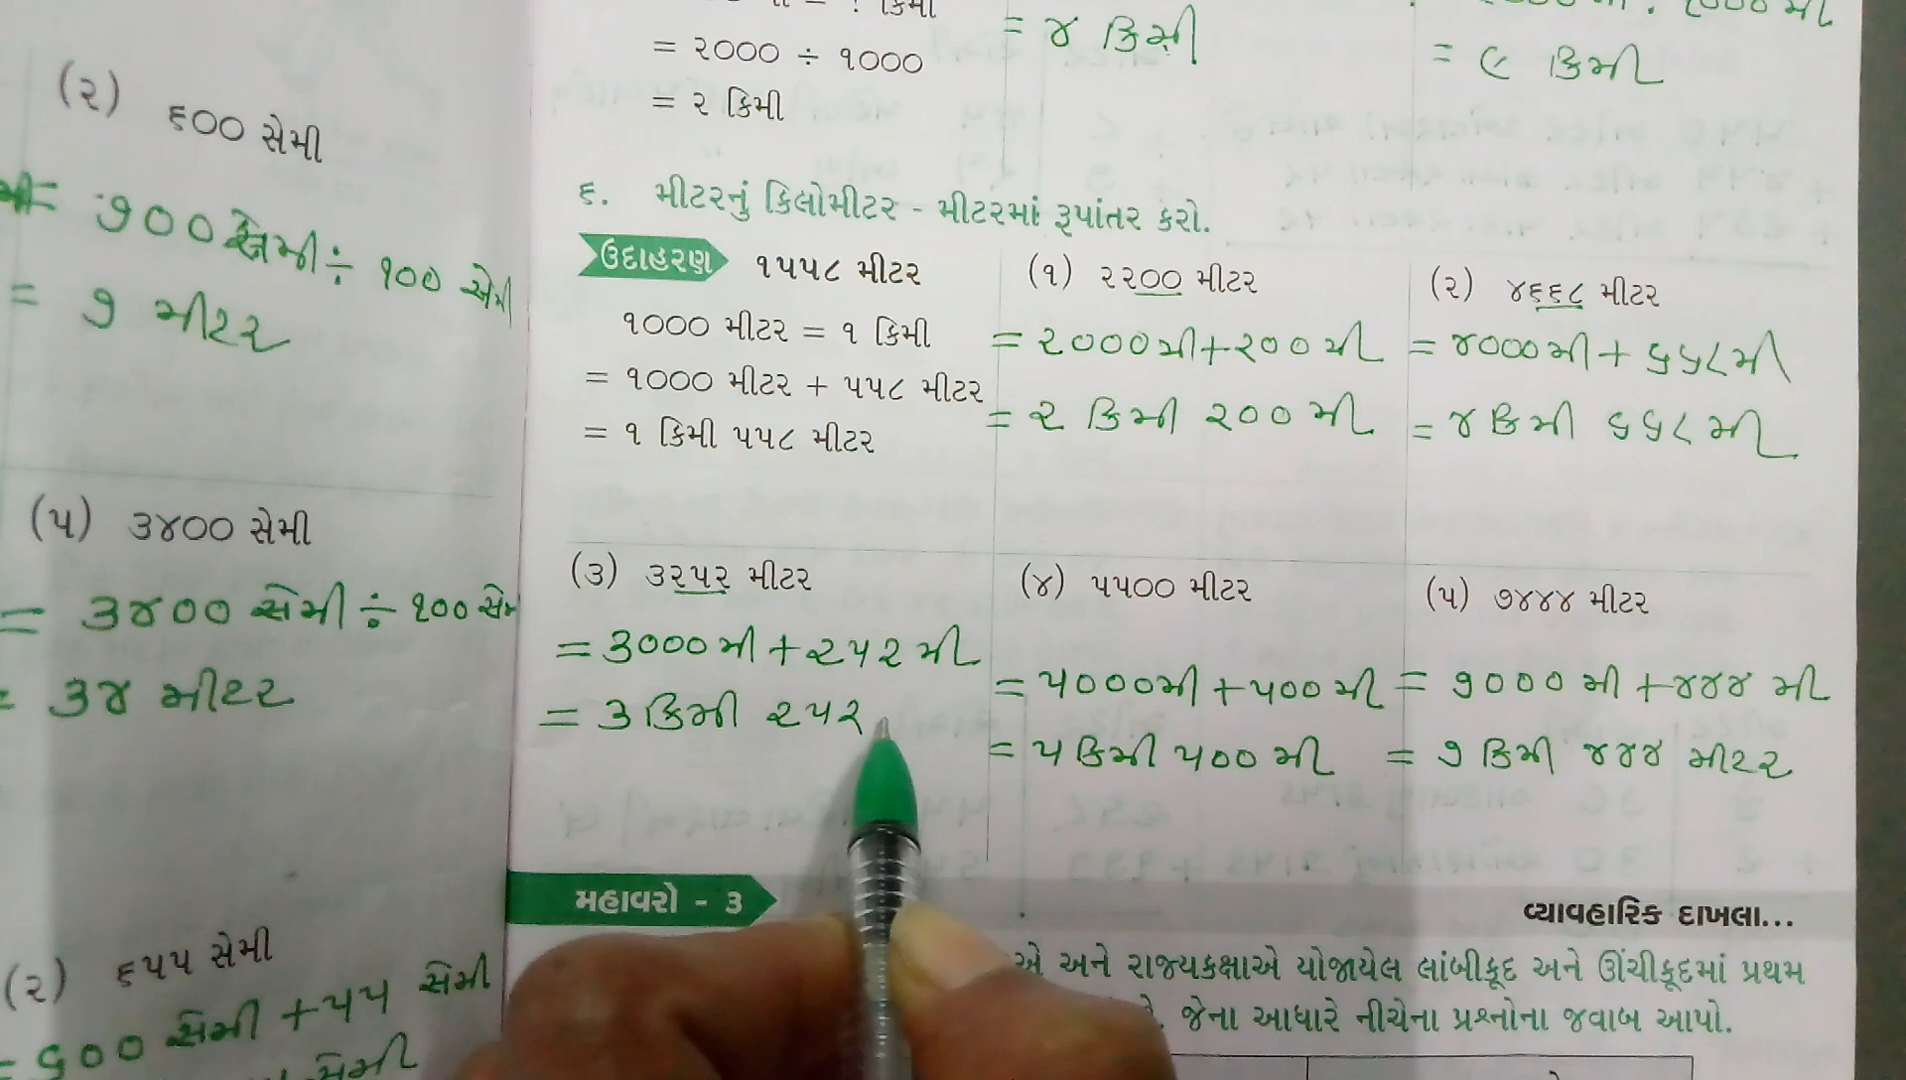 (૨) ૬૦૦ સેમી
= ૭૦૦ સેમી ÷ ૧૦૦ સેમી
= ૭ મીટર
(૫) ૩૪૦૦ સેમી
= ૩૪૦૦ સેમી ÷ ૧૦૦ સેમ
= ૩૪ મીટર
(૨) ૬૫૫ સેમી
= ૬૦૦ સેમી + ૫૫ સેમી
સેમી
= ૨૦૦૦ ÷ ૧૦૦૦
= ૨ કિમી
= ૪ કિમી
= ૯ કિમી
૬. મીટરનું કિલોમીટર - મીટરમાં રૂપાંતર કરો.
ઉદાહરણ ૧૫૫૮ મીટર
૧૦૦૦ મીટર = ૧ કિમી
= ૧૦૦૦ મીટર + ૫૫૮ મીટર
= ૧ કિમી ૫૫૮ મીટર
(૧) ૨૨૦૦ મીટર
= ૨૦૦૦મી+૨૦૦ મી
= ૨ કિમી ૨૦૦ મી
(૨) ૪૬૬૮ મીટર
= ૪૦૦૦ મી + ૬૬૮મી
= ૪ કિમી ૬૬૮ મી
(૩) ૩૨૫૨ મીટર
= ૩૦૦૦ મી + ૨૫૨ મી
= ૩ કિમી ૨૫૨
(૪) ૫૫૦૦ મીટર
= ૫૦૦૦મી + ૫૦૦ મી
= ૫ કિમી ૫૦૦ મી
(૫) ૭૪૪૪ મીટર
= ૭૦૦૦ મી + ૪૪૪ મી
= ૭ કિમી ૪૪૪ મીટર
મહાવરો - ૩
વ્યાવહારિક દાખલા...
અને રાજ્યકક્ષાએ યોજાયેલ લાંબીકૂદ અને ઊંચીકૂદમાં પ્રથમ
જેના આધારે નીચેના પ્રશ્નોના જવાબ આપો.